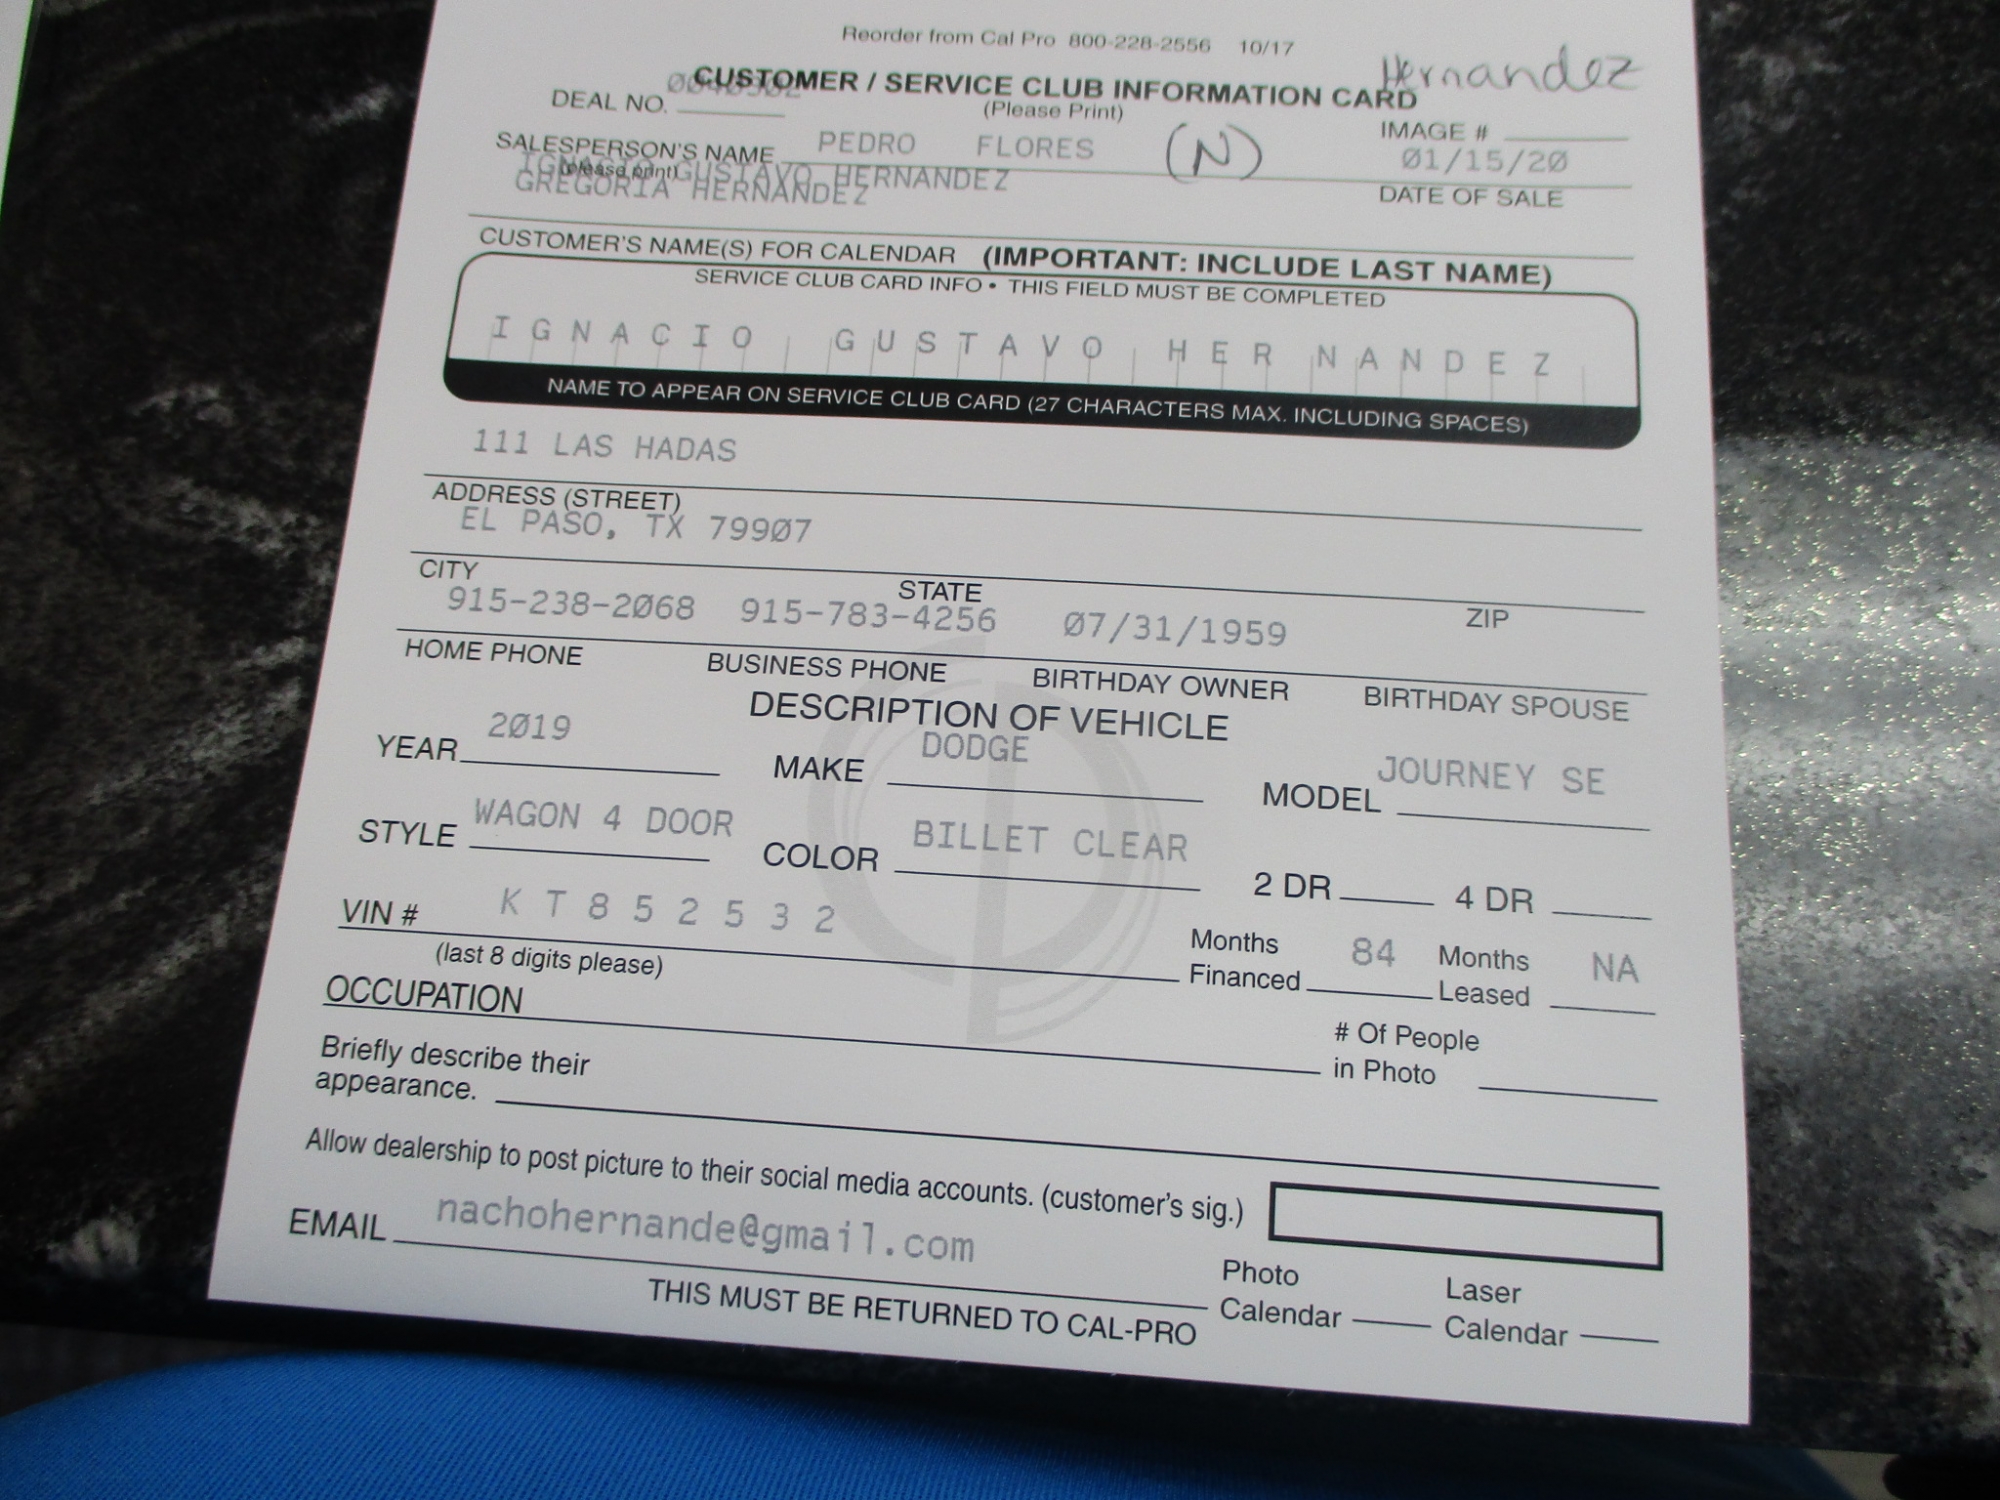 Reorder from Cal Pro 800-228-2556 10/17
Hernandez
CUSTOMER / SERVICE CLUB INFORMATION CARD
DEAL NO.
(Please Print)
IMAGE #
SALESPERSON'S NAME PEDRO FLORES (N) 01/15/20
(please print)
IGNACIO GUSTAVO HERNANDEZ
GREGORIA HERNANDEZ
DATE OF SALE
CUSTOMER'S NAME(S) FOR CALENDAR (IMPORTANT: INCLUDE LAST NAME)
SERVICE CLUB CARD INFO • THIS FIELD MUST BE COMPLETED
IGNACIO GUSTAVO HERNANDEZ
NAME TO APPEAR ON SERVICE CLUB CARD (27 CHARACTERS MAX. INCLUDING SPACES)
111 LAS HADAS
ADDRESS (STREET)
EL PASO, TX 79907
CITY STATE ZIP
915-238-2068 915-783-4256 07/31/1959
HOME PHONE BUSINESS PHONE BIRTHDAY OWNER BIRTHDAY SPOUSE
DESCRIPTION OF VEHICLE
YEAR 2019 MAKE DODGE MODEL JOURNEY SE
STYLE WAGON 4 DOOR COLOR BILLET CLEAR 2 DR 4 DR
VIN # K T 8 5 2 5 3 2
(last 8 digits please)
Months Financed 84 Months Leased NA
OCCUPATION
# Of People in Photo
Briefly describe their
appearance.
Allow dealership to post picture to their social media accounts. (customer's sig.)
EMAIL nachohernande@gmail.com
Photo Calendar Laser Calendar
THIS MUST BE RETURNED TO CAL-PRO